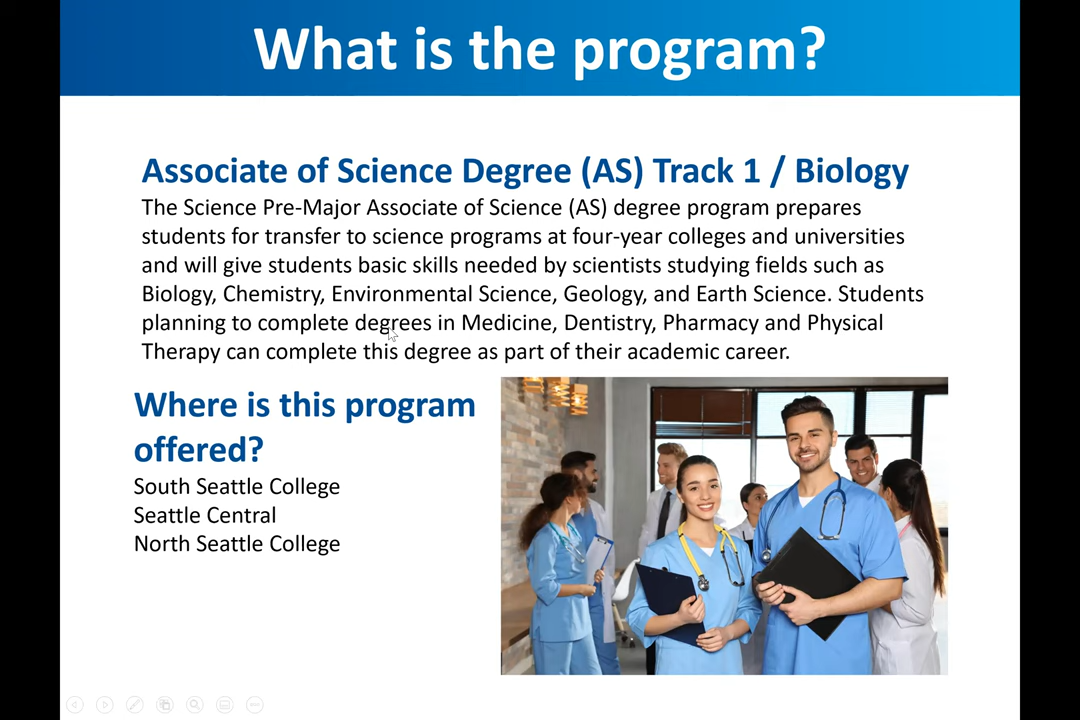 What is the program?
Associate of Science Degree (AS) Track 1 / Biology
The Science Pre-Major Associate of Science (AS) degree program prepares
students for transfer to science programs at four-year colleges and universities
and will give students basic skills needed by scientists studying fields such as
Biology, Chemistry, Environmental Science, Geology, and Earth Science. Students
planning to complete degrees in Medicine, Dentistry, Pharmacy and Physical
Therapy can complete this degree as part of their academic career.
Where is this program
offered?
South Seattle College
Seattle Central
North Seattle College